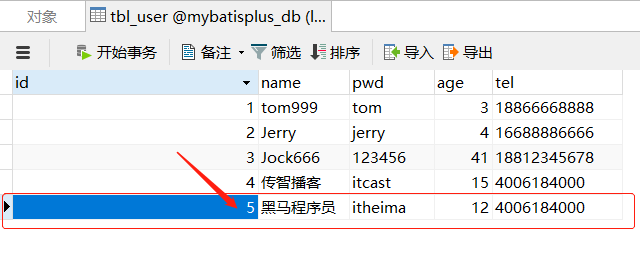 对象 tbl_user @mybatisplus_db (l...
开始事务 备注 筛选 排序 导入 导出
id name pwd age tel
1 tom999 tom 3 18866668888
2 Jerry jerry 4 16688886666
3 Jock666 123456 41 18812345678
4 传智播客 itcast 15 4006184000
5 黑马程序员 itheima 12 4006184000